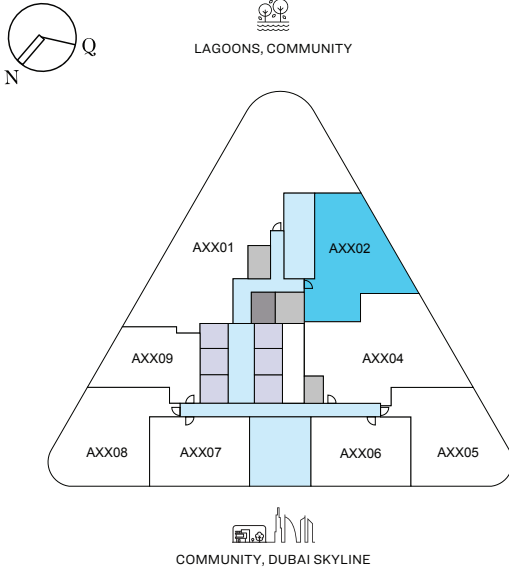 Q
N
LAGOONS, COMMUNITY
AXX01
AXX02
AXX09
AXX04
AXX08
AXX07
AXX06
AXX05
COMMUNITY, DUBAI SKYLINE